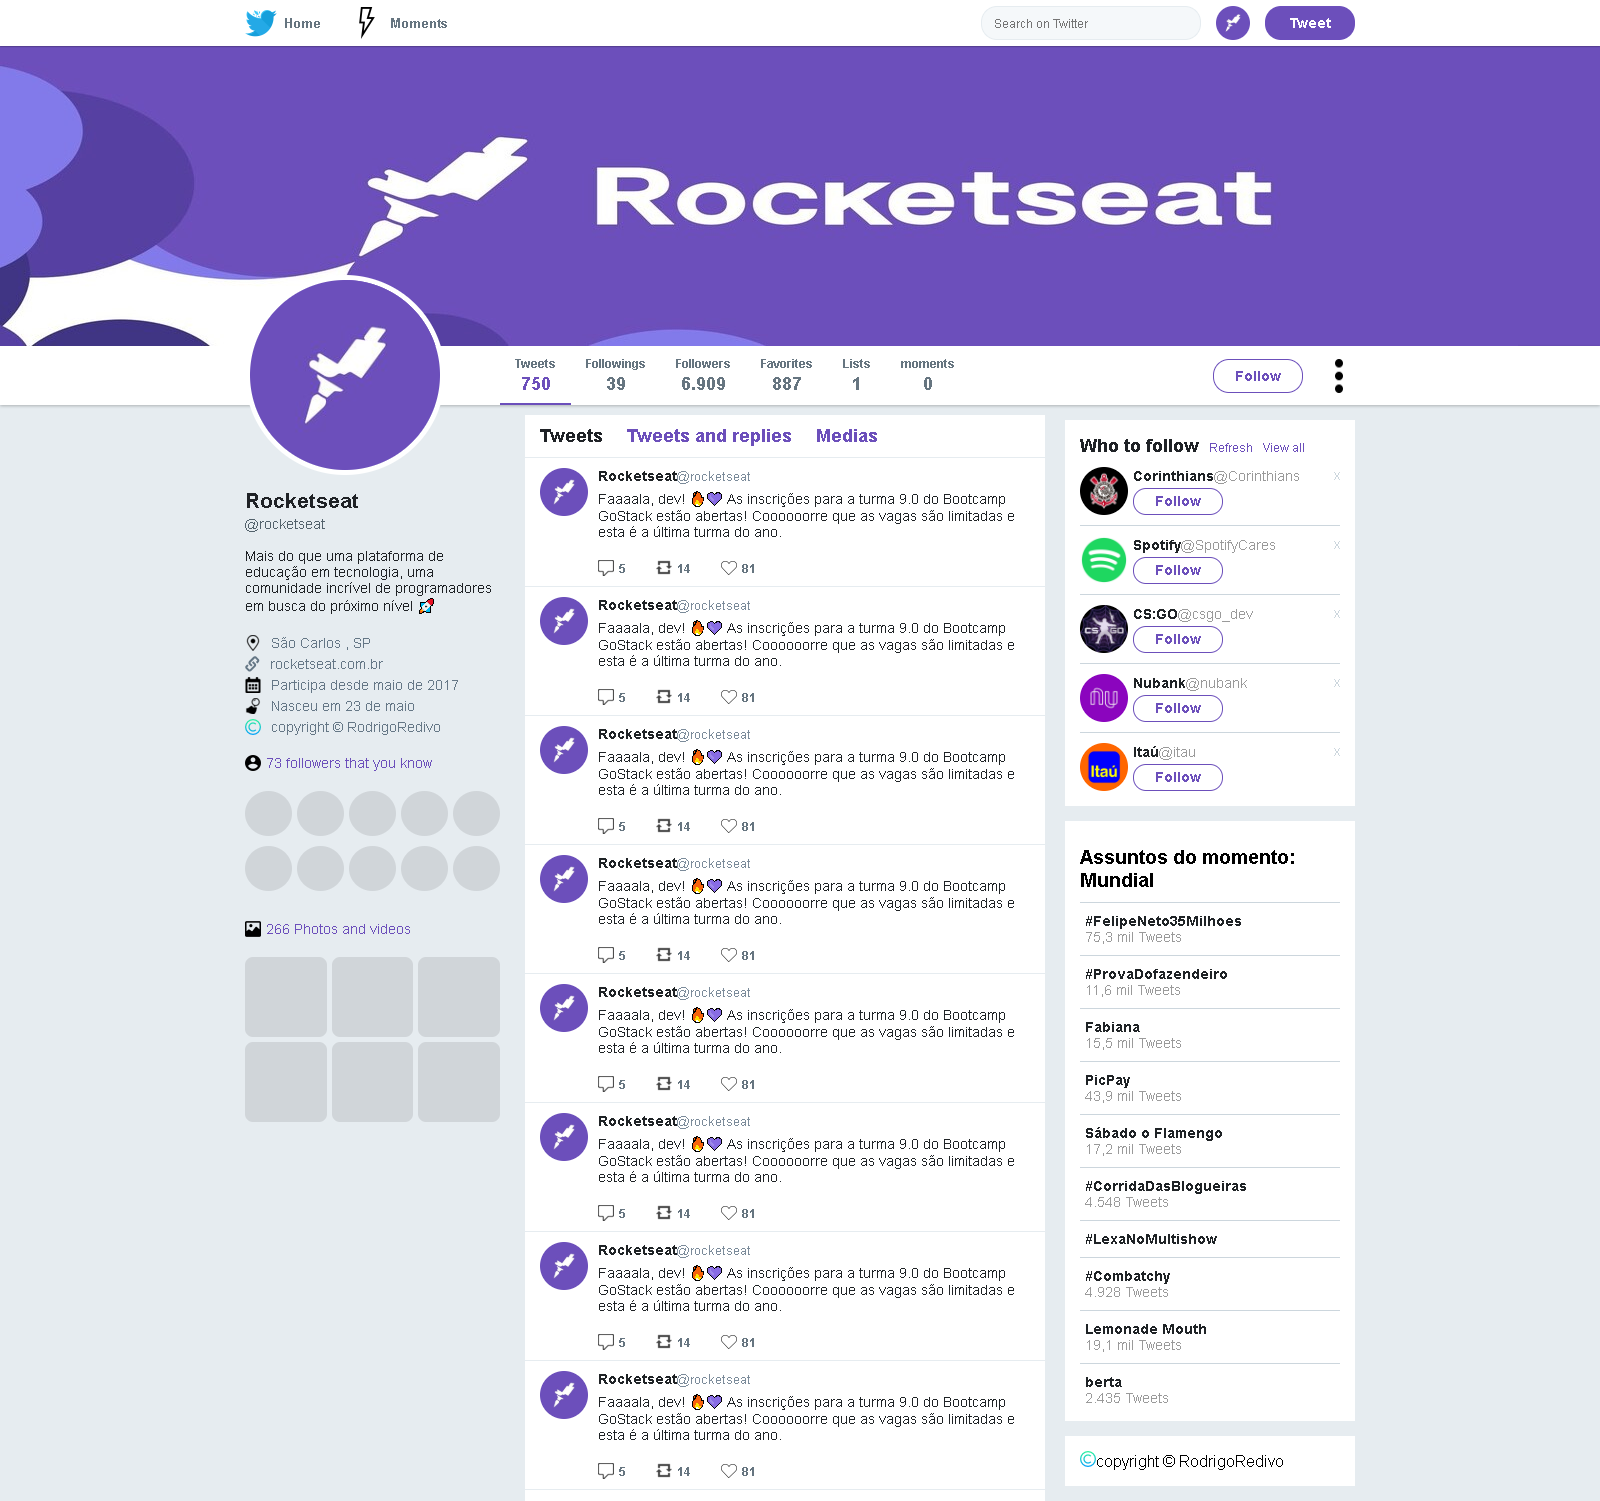 Home
Moments
Search on Twitter
Tweet
Rocketseat
Tweets
750
Followings
39
Followers
6.909
Favorites
887
Lists
1
moments
0
Follow
Rocketseat
@rocketseat
Mais do que uma plataforma de
educação em tecnologia, uma
comunidade incrível de programadores
em busca do próximo nível 🚀
São Carlos , SP
rocketseat.com.br
Participa desde maio de 2017
Nasceu em 23 de maio
copyright © RodrigoRedivo
73 followers that you know
266 Photos and videos
Tweets Tweets and replies Medias
Rocketseat@rocketseat
Faaaala, dev! 🔥💜 As inscrições para a turma 9.0 do Bootcamp
GoStack estão abertas! Coooooorre que as vagas são limitadas e
esta é a última turma do ano.
5 14 81
Rocketseat@rocketseat
Faaaala, dev! 🔥💜 As inscrições para a turma 9.0 do Bootcamp
GoStack estão abertas! Coooooorre que as vagas são limitadas e
esta é a última turma do ano.
5 14 81
Rocketseat@rocketseat
Faaaala, dev! 🔥💜 As inscrições para a turma 9.0 do Bootcamp
GoStack estão abertas! Coooooorre que as vagas são limitadas e
esta é a última turma do ano.
5 14 81
Rocketseat@rocketseat
Faaaala, dev! 🔥💜 As inscrições para a turma 9.0 do Bootcamp
GoStack estão abertas! Coooooorre que as vagas são limitadas e
esta é a última turma do ano.
5 14 81
Rocketseat@rocketseat
Faaaala, dev! 🔥💜 As inscrições para a turma 9.0 do Bootcamp
GoStack estão abertas! Coooooorre que as vagas são limitadas e
esta é a última turma do ano.
5 14 81
Rocketseat@rocketseat
Faaaala, dev! 🔥💜 As inscrições para a turma 9.0 do Bootcamp
GoStack estão abertas! Coooooorre que as vagas são limitadas e
esta é a última turma do ano.
5 14 81
Rocketseat@rocketseat
Faaaala, dev! 🔥💜 As inscrições para a turma 9.0 do Bootcamp
GoStack estão abertas! Coooooorre que as vagas são limitadas e
esta é a última turma do ano.
5 14 81
Rocketseat@rocketseat
Faaaala, dev! 🔥💜 As inscrições para a turma 9.0 do Bootcamp
GoStack estão abertas! Coooooorre que as vagas são limitadas e
esta é a última turma do ano.
5 14 81
Who to follow Refresh View all
Corinthians@Corinthians x
Follow
Spotify@SpotifyCares x
Follow
CS:GO@csgo_dev x
CS GO
Follow
Nubank@nubank x
nu
Follow
Itaú@itau x
Itaú
Follow
Assuntos do momento:
Mundial
#FelipeNeto35Milhoes
75,3 mil Tweets
#ProvaDofazendeiro
11,6 mil Tweets
Fabiana
15,5 mil Tweets
PicPay
43,9 mil Tweets
Sábado o Flamengo
17,2 mil Tweets
#CorridaDasBlogueiras
4.548 Tweets
#LexaNoMultishow
#Combatchy
4.928 Tweets
Lemonade Mouth
19,1 mil Tweets
berta
2.435 Tweets
©copyright © RodrigoRedivo